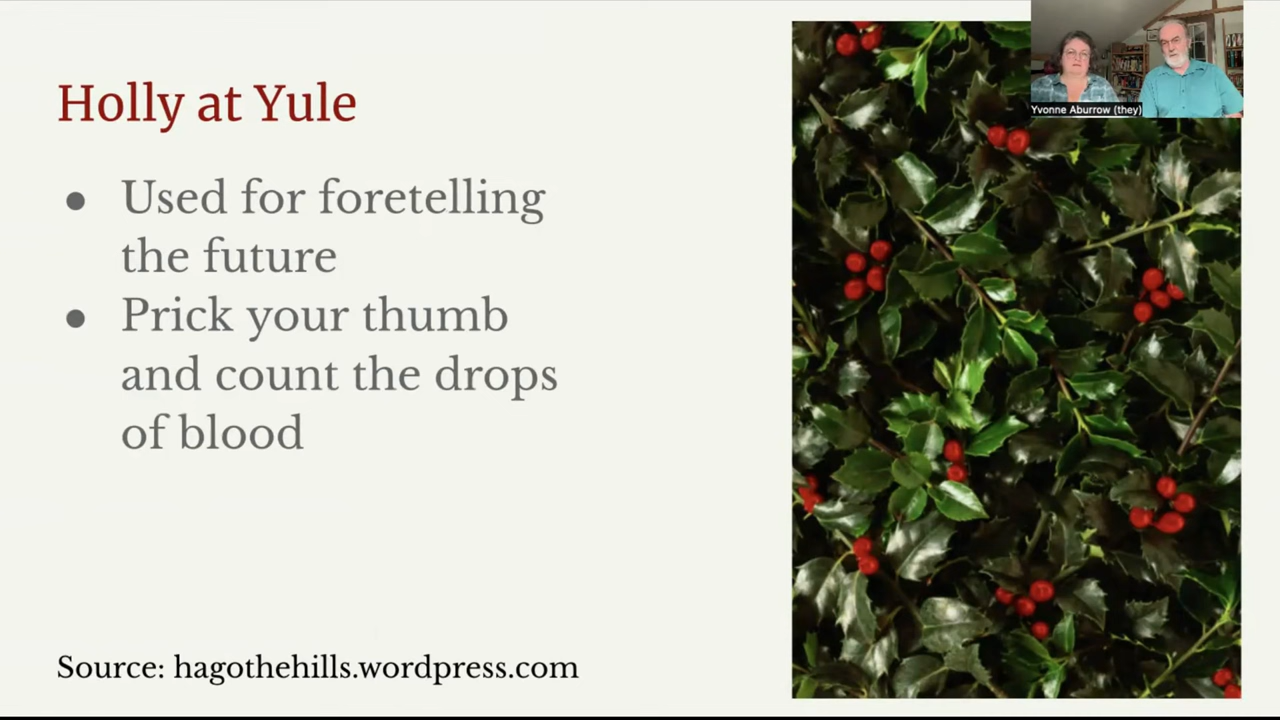 Holly at Yule
● Used for foretelling
the future
● Prick your thumb
and count the drops
of blood
Source: hagothehills.wordpress.com
Yvonne Aburrow (they)